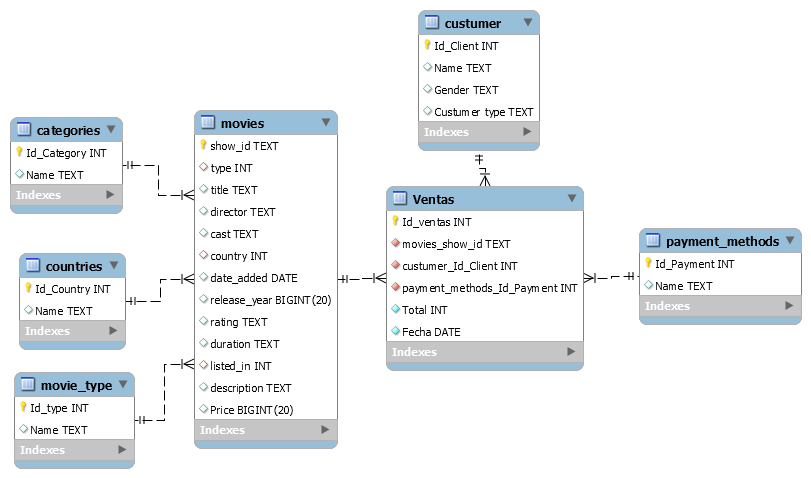 custumer
Id_Client INT
Name TEXT
Gender TEXT
Custumer type TEXT
Indexes
categories
Id_Category INT
Name TEXT
Indexes
movies
show_id TEXT
type INT
title TEXT
director TEXT
cast TEXT
country INT
date_added DATE
release_year BIGINT(20)
rating TEXT
duration TEXT
listed_in INT
description TEXT
Price BIGINT(20)
Indexes
Ventas
Id_ventas INT
movies_show_id TEXT
custumer_Id_Client INT
payment_methods_Id_Payment INT
Total INT
Fecha DATE
Indexes
payment_methods
Id_Payment INT
Name TEXT
Indexes
countries
Id_Country INT
Name TEXT
Indexes
movie_type
Id_type INT
Name TEXT
Indexes